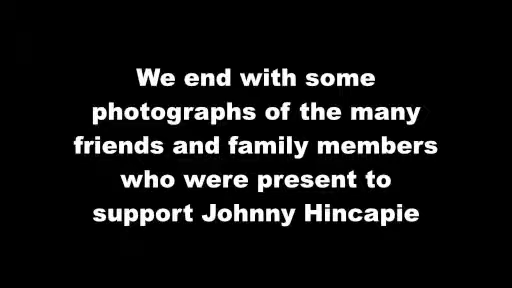 We end with some
photographs of the many
friends and family members
who were present to
support Johnny Hincapie